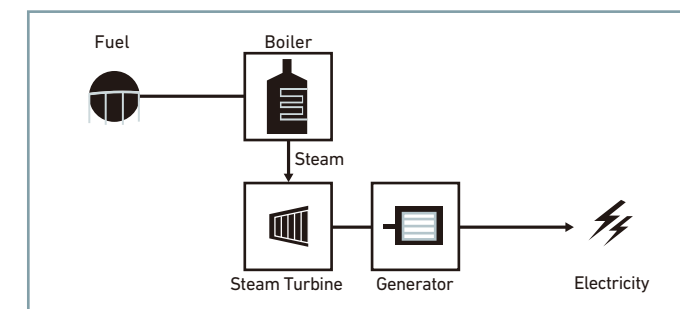 Fuel
Boiler
Steam
Steam Turbine
Generator
Electricity